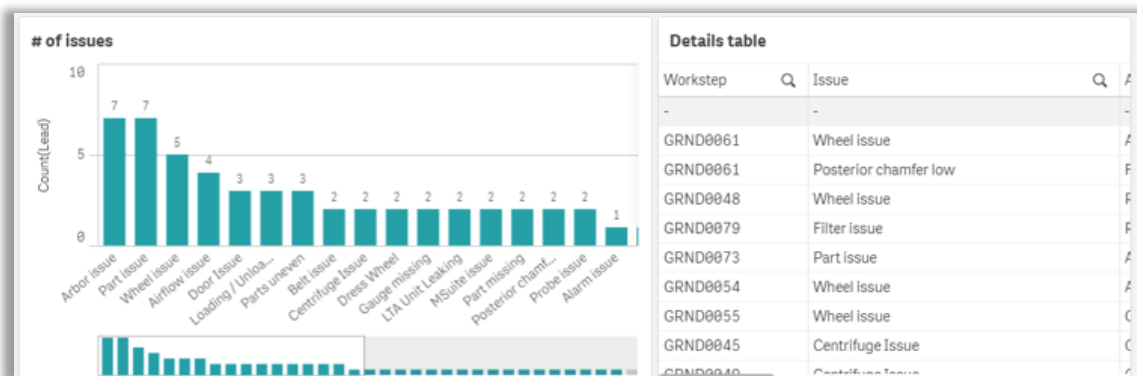 # of issues
10
5
0
Count(Lead)
7
7
5
4
3
3
3
2
2
2
2
2
2
2
2
2
1
Arbor issue
Part issue
Wheel issue
Airflow issue
Door Issue
Loading / Unloa...
Parts uneven
Belt issue
Centrifuge Issue
Dress Wheel
Gauge missing
LTA Unit Leaking
MSuite issue
Part missing
Posterior chamf...
Probe issue
Alarm issue
Details table
Workstep Issue
- - -
GRND0061 Wheel issue
GRND0061 Posterior chamfer low
GRND0048 Wheel issue
GRND0079 Filter issue
GRND0073 Part issue
GRND0054 Wheel issue
GRND0055 Wheel issue
GRND0045 Centrifuge Issue